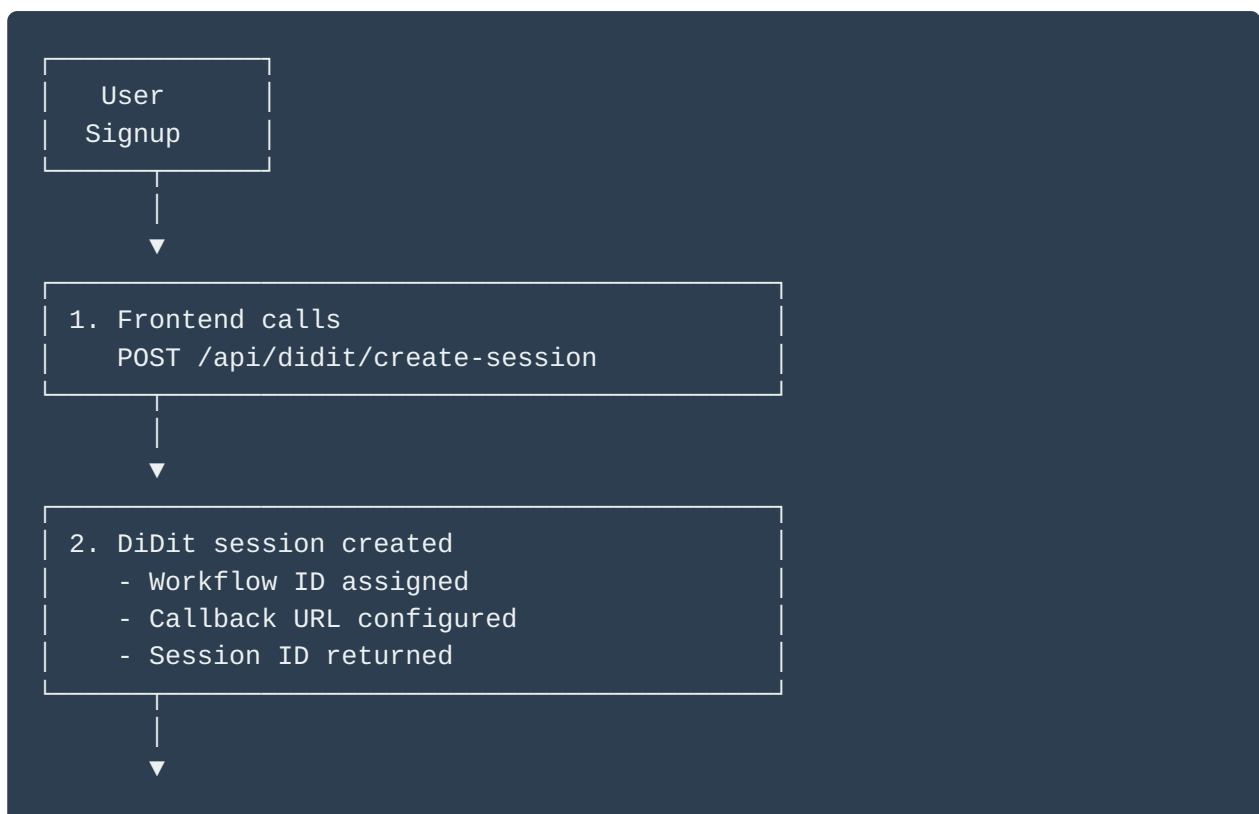 User
Signup
1. Frontend calls
POST /api/didit/create-session
2. DiDit session created
- Workflow ID assigned
- Callback URL configured
- Session ID returned